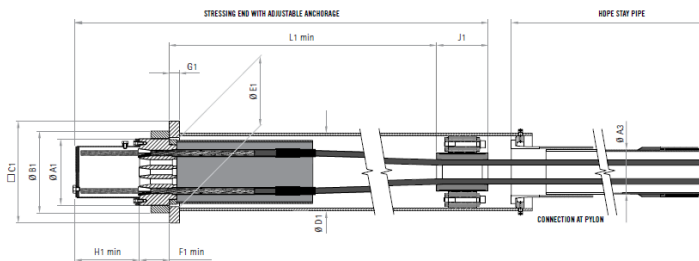 STRESSING END WITH ADJUSTABLE ANCHORAGE
HDPE STAY PIPE
L1 min
J1
G1
Ø E1
Ø A3
□C1
Ø B1
Ø A1
Ø D1
CONNECTION AT PYLON
H1 min
F1 min